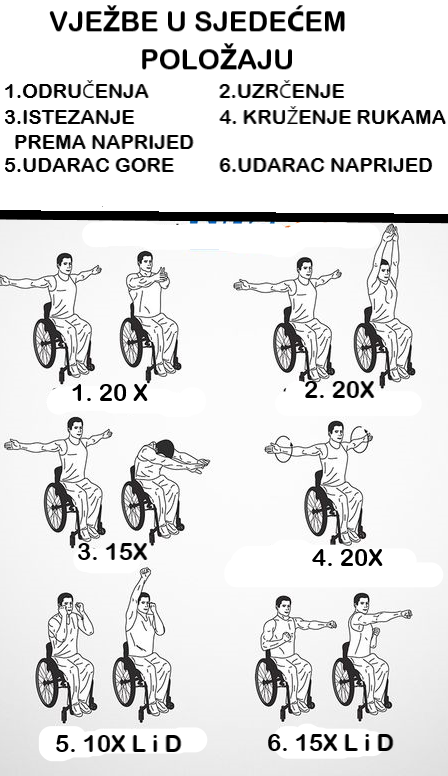 VJEŽBE U SJEDEĆEM
POLOŽAJU
1.ODRUČENJA
2.UZRČENJE
3.ISTEZANJE
PREMA NAPRIJED
4. KRUŽENJE RUKAMA
5.UDARAC GORE
6.UDARAC NAPRIJED
1. 20 X
2. 20X
3. 15X
4. 20X
5. 10X L i D
6. 15X L i D